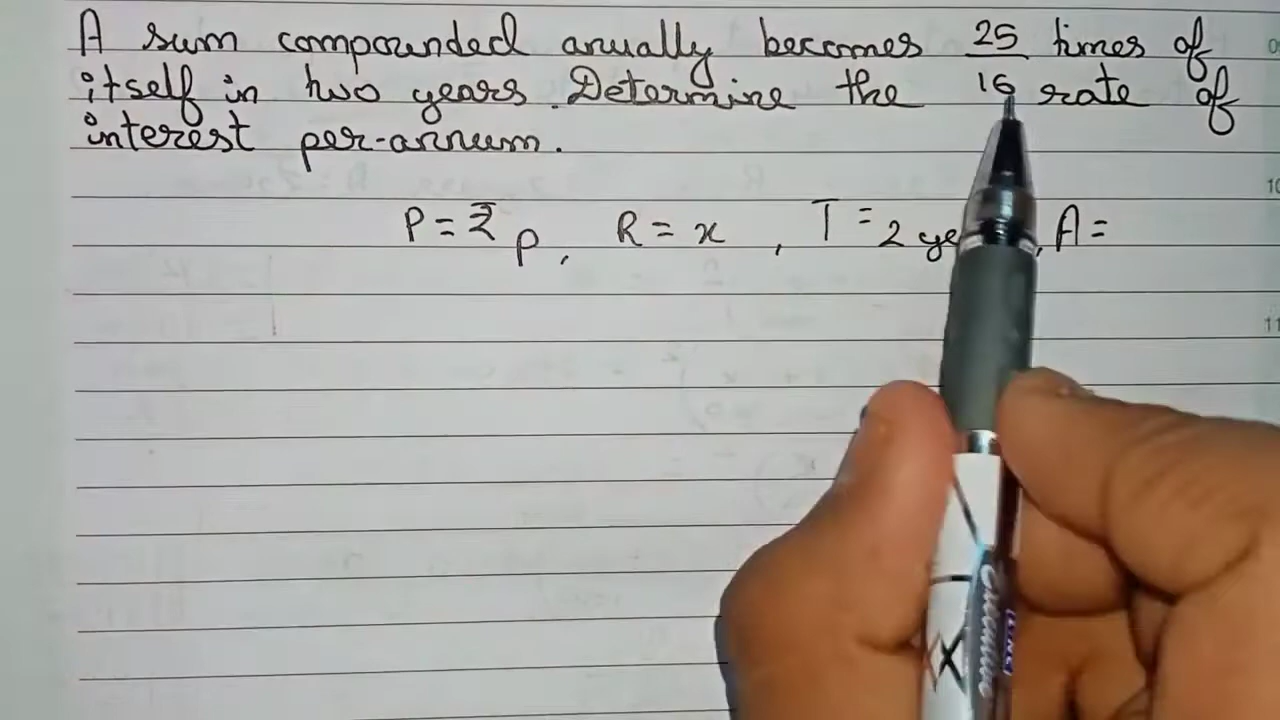 A sum compounded anually becomes 25 times of
itself in two years. Determine the 16 rate of
interest per-annum.
P = ₹ P, R = x , T = 2 ye , A =